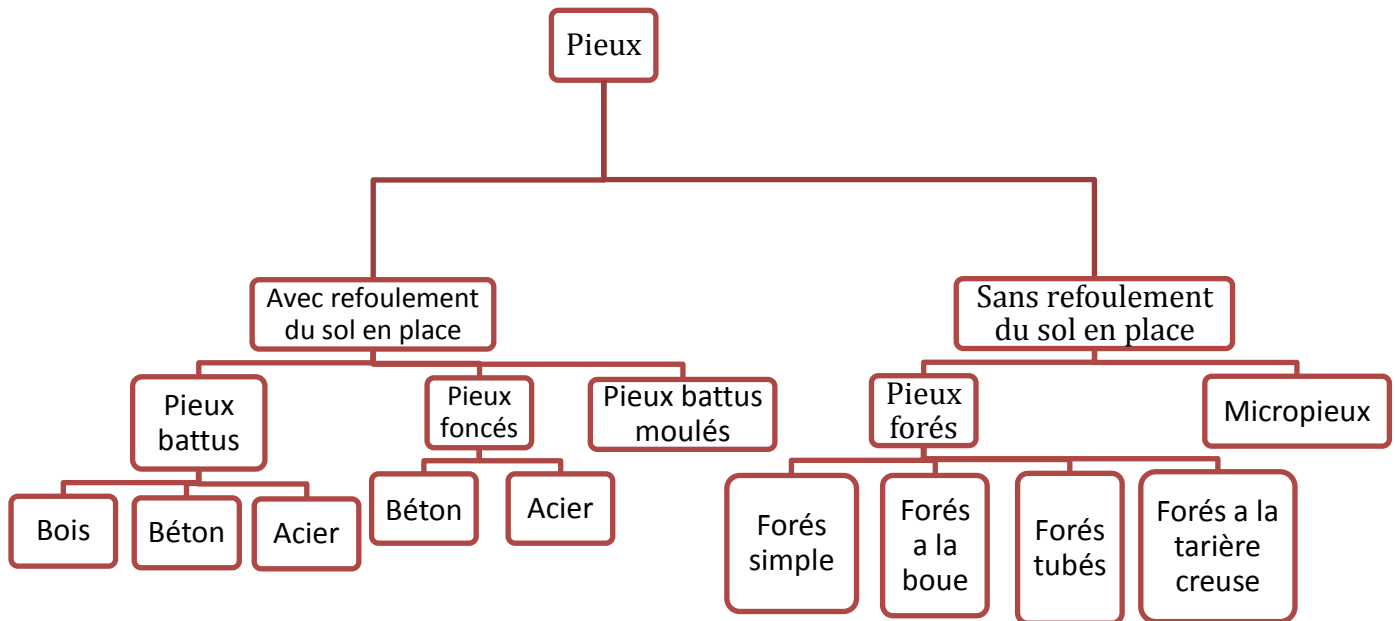 Pieux
Avec refoulement
du sol en place
Sans refoulement
du sol en place
Pieux
battus
Pieux
foncés
Pieux battus
moulés
Pieux
forés
Micropieux
Bois
Béton
Acier
Béton
Acier
Forés
simple
Forés
a la
boue
Forés
tubés
Forés a la
tarière
creuse